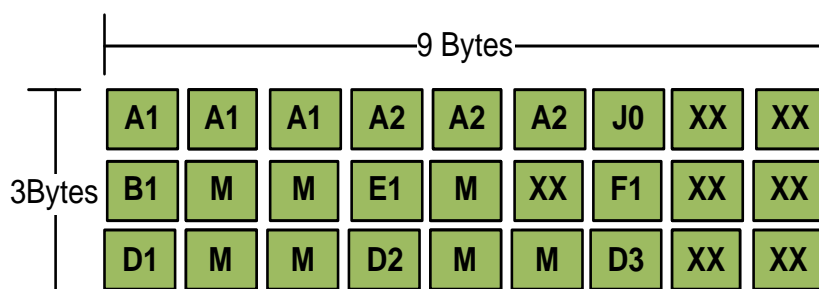 9 Bytes
A1 A1 A1 A2 A2 A2 J0 XX XX
3Bytes B1 M M E1 M XX F1 XX XX
D1 M M D2 M M D3 XX XX